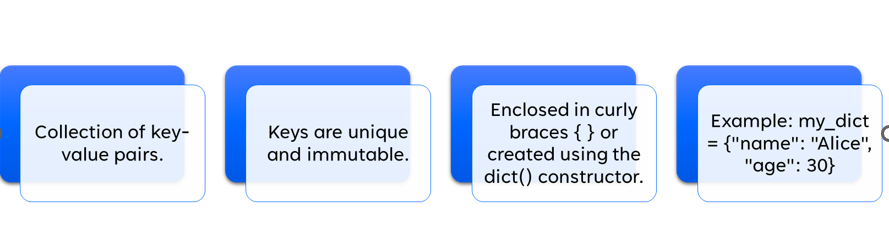 Collection of key-
value pairs.
Keys are unique
and immutable.
Enclosed in curly
braces { } or
created using the
dict() constructor.
Example: my_dict
= {"name": "Alice",
"age": 30}